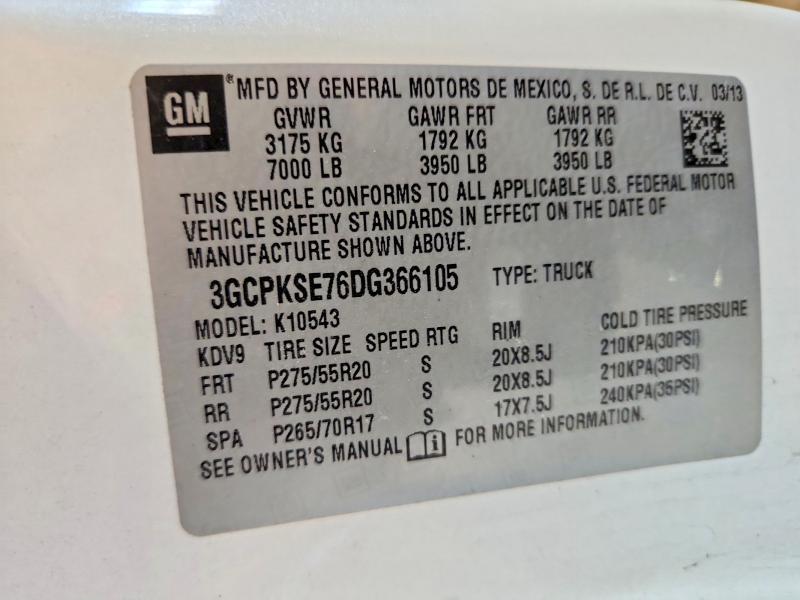 GM ® MFD BY GENERAL MOTORS DE MEXICO, S. DE R.L. DE C.V. 03/13
GVWR GAWR FRT GAWR RR
3175 KG 1792 KG 1792 KG
7000 LB 3950 LB 3950 LB
THIS VEHICLE CONFORMS TO ALL APPLICABLE U.S. FEDERAL MOTOR
VEHICLE SAFETY STANDARDS IN EFFECT ON THE DATE OF
MANUFACTURE SHOWN ABOVE.
3GCPKSE76DG366105 TYPE: TRUCK
MODEL: K10543
KDV9 TIRE SIZE SPEED RTG RIM COLD TIRE PRESSURE
FRT P275/55R20 S 20X8.5J 210KPA(30PSI)
RR P275/55R20 S 20X8.5J 210KPA(30PSI)
SPA P265/70R17 S 17X7.5J 240KPA(35PSI)
SEE OWNER'S MANUAL i FOR MORE INFORMATION.